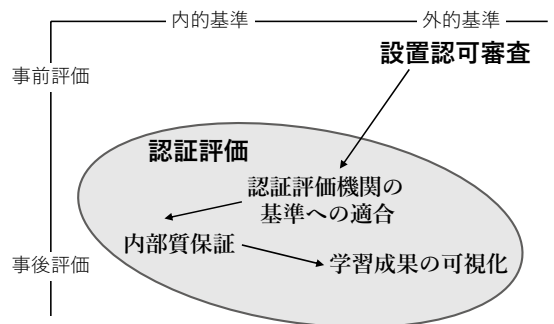 内的基準
外的基準
設置認可審査
事前評価
認証評価
認証評価機関の
基準への適合
内部質保証
事後評価
学習成果の可視化